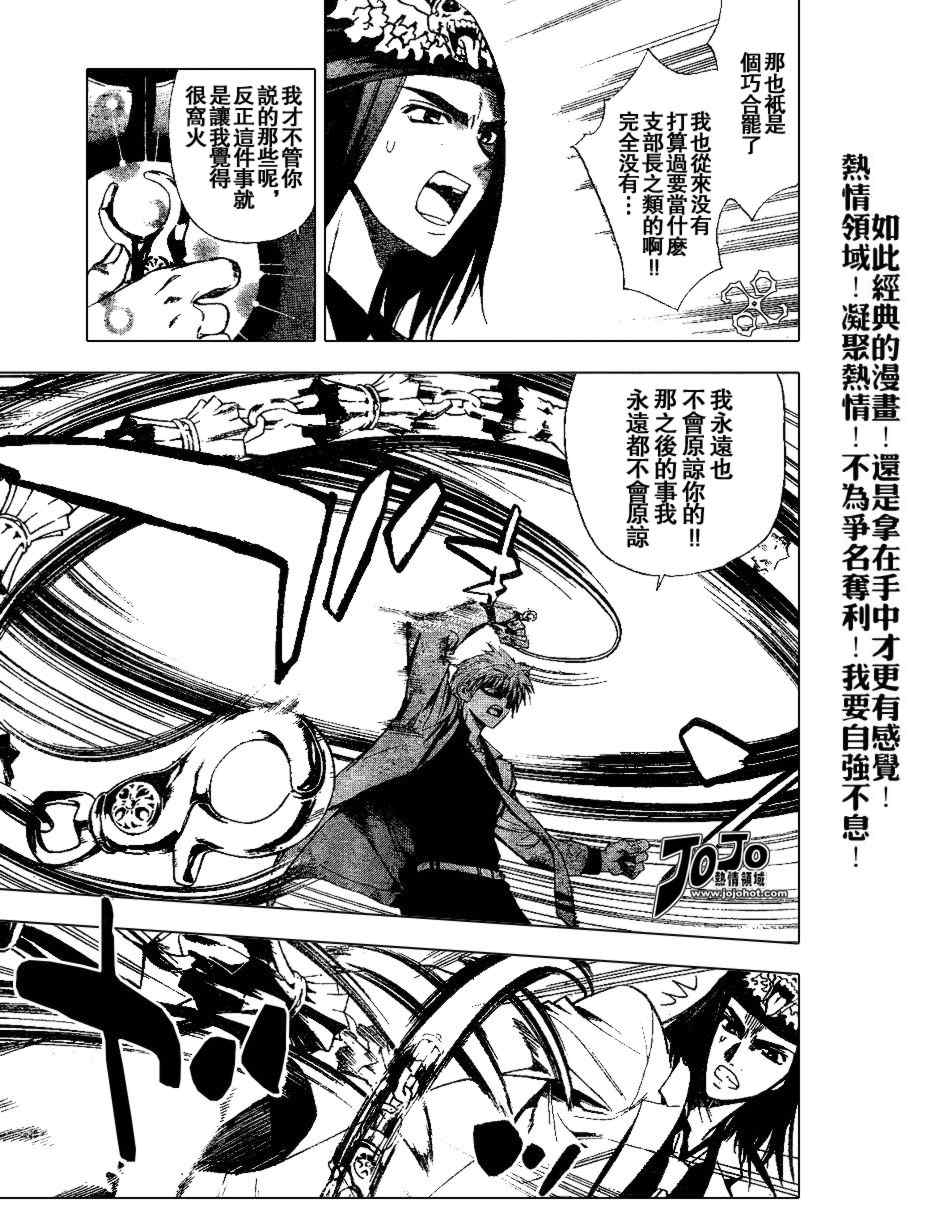 那也衹是
個巧合罷
了
我也從來没有
打算過要當什麽
支部長之類的啊!!
完全没有…
我才不管你
説的那些呢，
反正這件事就
是讓我覺得
很窩火
我永遠也
不會原諒你的!!
那之後的事我
永遠都不會原諒
JOJO
熱情領域
www.jojohot.com
如此經典的漫畫！還是拿在手中才更有感覺！
熱情領域！凝聚熱情！不為爭名奪利！我要自強不息！